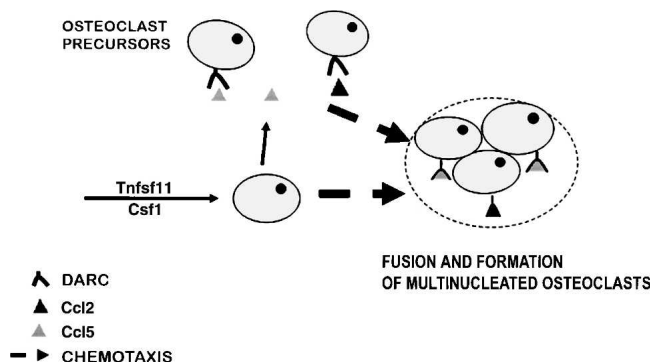 OSTEOCLAST
PRECURSORS
Tnfsf11
Csf1
FUSION AND FORMATION
OF MULTINUCLEATED OSTEOCLASTS
DARC
Ccl2
Ccl5
CHEMOTAXIS